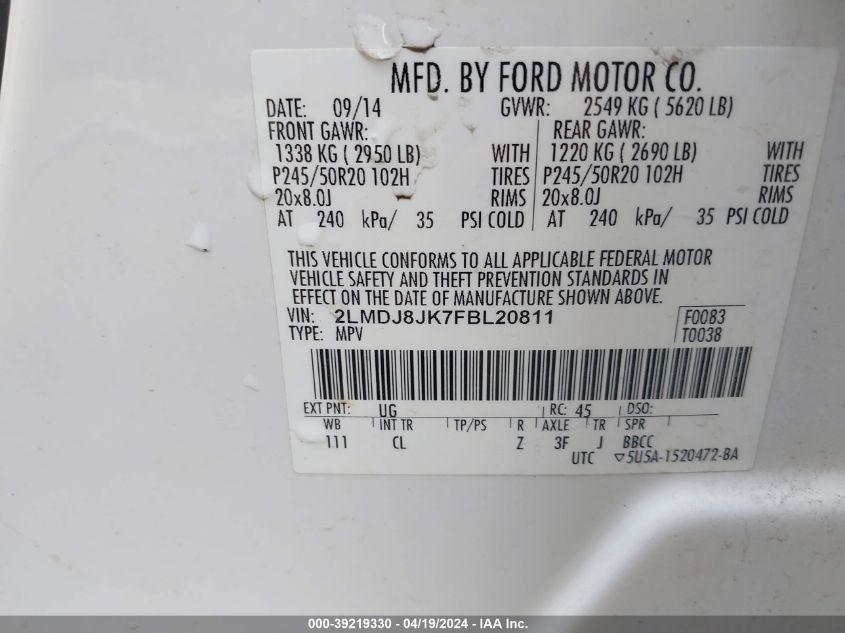 MFD. BY FORD MOTOR CO.
DATE: 09/14 GVWR: 2549 KG ( 5620 LB)
FRONT GAWR: REAR GAWR:
1338 KG ( 2950 LB) WITH 1220 KG ( 2690 LB) WITH
P245/50R20 102H TIRES P245/50R20 102H TIRES
20x8.0J RIMS 20x8.0J RIMS
AT 240 kPa/ 35 PSI COLD AT 240 kPa/ 35 PSI COLD
THIS VEHICLE CONFORMS TO ALL APPLICABLE FEDERAL MOTOR
VEHICLE SAFETY AND THEFT PREVENTION STANDARDS IN
EFFECT ON THE DATE OF MANUFACTURE SHOWN ABOVE.
VIN: 2LMDJ8JK7FBL20811 F0083
TYPE: MPV T0038
EXT PNT: UG RC: 45 DSO:
WB INT TR TP/PS R AXLE TR SPR
111 CL Z 3F J BBCC
UTC ▽5U5A-1520472-BA
000-39219330 - 04/19/2024 - www.iaai.com